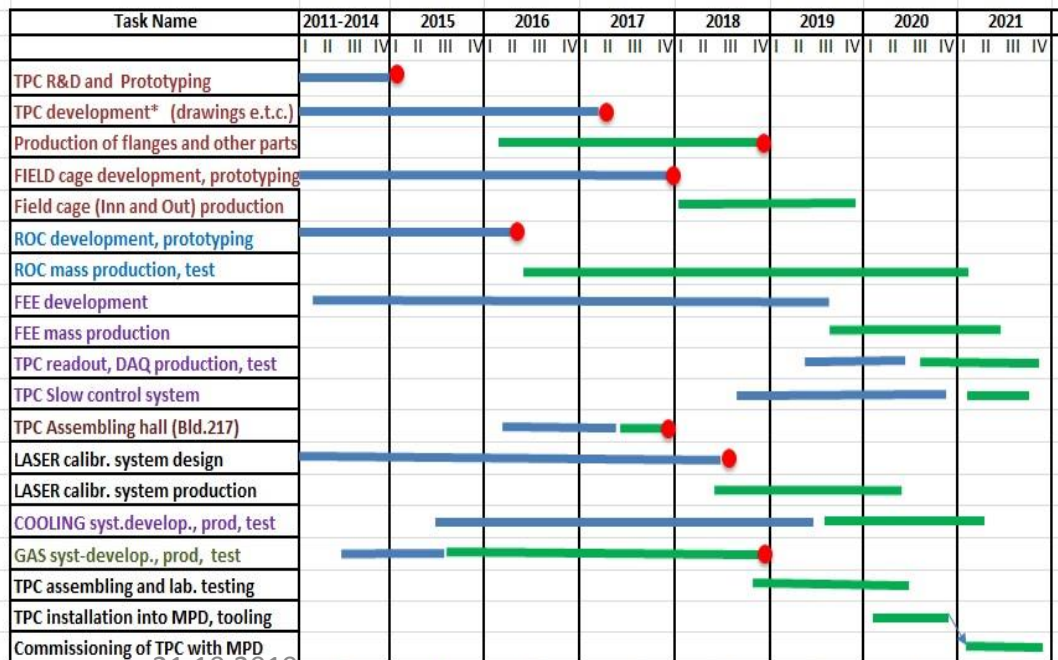 Task Name 2011-2014 2015 2016 2017 2018 2019 2020 2021
I II III IV I II III IV I II III IV I II III IV I II III IV I II III IV I II III IV I II III IV
TPC R&D and Prototyping
TPC development* (drawings e.t.c.)
Production of flanges and other parts
FIELD cage development, prototyping
Field cage (Inn and Out) production
ROC development, prototyping
ROC mass production, test
FEE development
FEE mass production
TPC readout, DAQ production, test
TPC Slow control system
TPC Assembling hall (Bld.217)
LASER calibr. system design
LASER calibr. system production
COOLING syst.develop., prod, test
GAS syst-develop., prod, test
TPC assembling and lab. testing
TPC installation into MPD, tooling
Commissioning of TPC with MPD